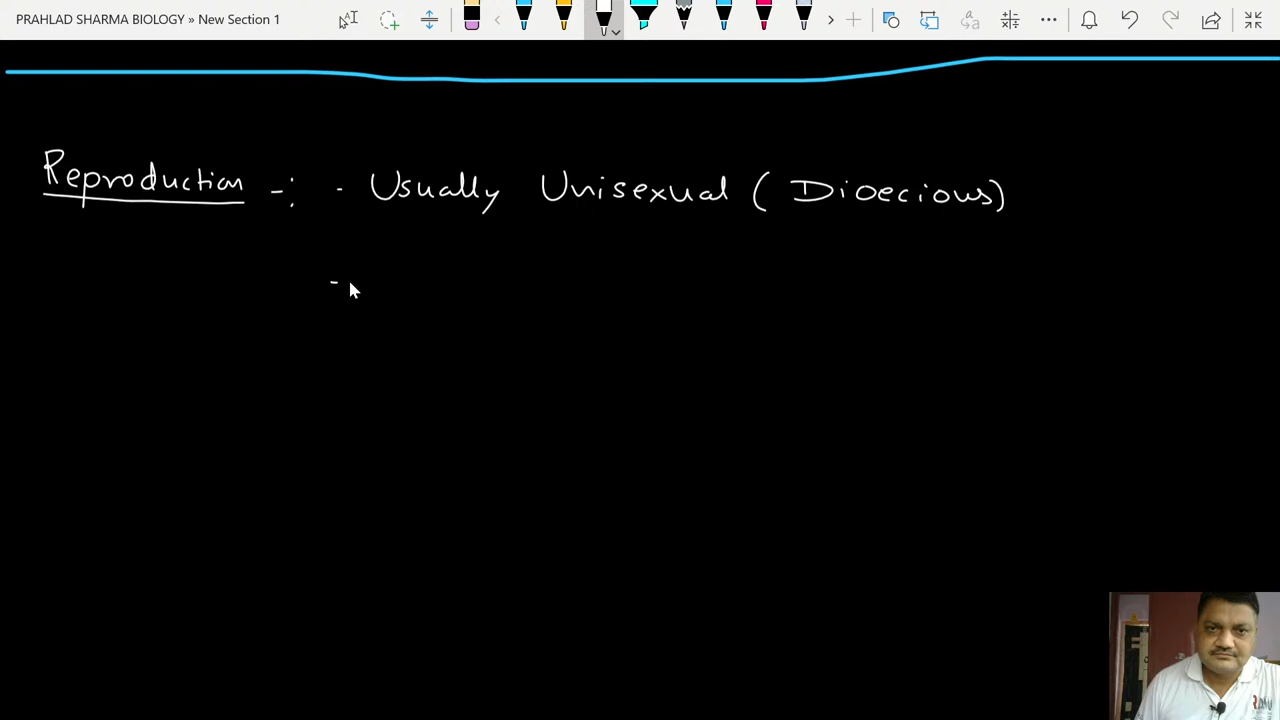 PRAHLAD SHARMA BIOLOGY » New Section 1
Reproduction -: · Usually Unisexual ( Dioecious)
-